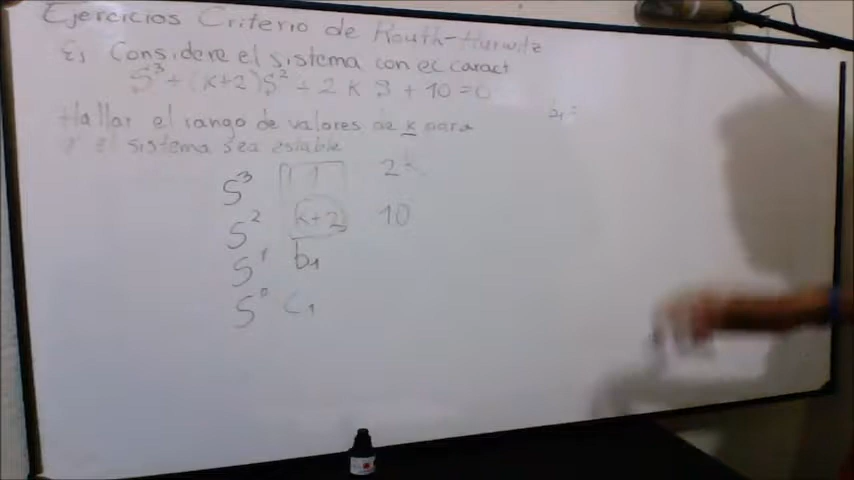 Ejercicios Criterio de Routh-Hurwitz
Ej Considere el sistema con ec caract
S³ + (k+2)S² + 2 k S + 10 = 0
Hallar el rango de valores de k para
q el sistema sea estable
b₁ =
S³ 1 2k
S² k+2 10
S¹ b₁
S⁰ c₁